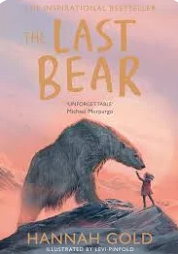 THE INSPIRATIONAL BESTSELLER
THE
LAST
BEAR
'UNFORGETTABLE'
Michael Morpurgo
HANNAH GOLD
ILLUSTRATED BY LEVI PINFOLD